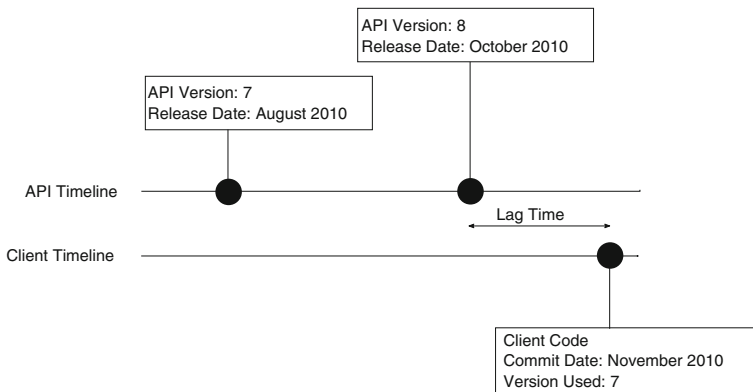 API Version: 8
Release Date: October 2010
API Version: 7
Release Date: August 2010
API Timeline
Lag Time
Client Timeline
Client Code
Commit Date: November 2010
Version Used: 7